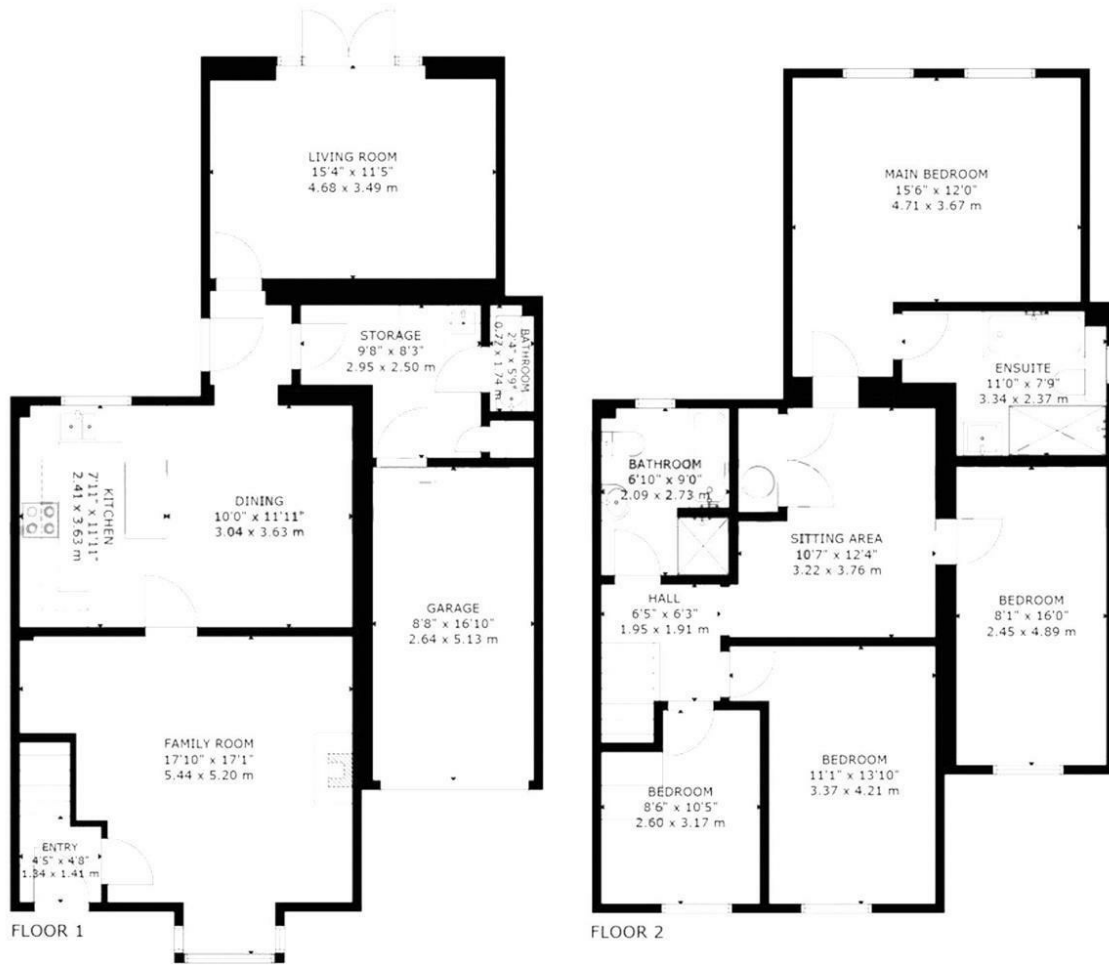 LIVING ROOM
15'4" x 11'5"
4.68 x 3.49 m
STORAGE
9'8" x 8'3"
2.95 x 2.50 m
BATHROOM
2'4" x 5'9"
0.72 x 1.74 m
KITCHEN
7'11" x 11'11"
2.41 x 3.63 m
DINING
10'0" x 11'11"
3.04 x 3.63 m
GARAGE
8'8" x 16'10"
2.64 x 5.13 m
FAMILY ROOM
17'10" x 17'1"
5.44 x 5.20 m
ENTRY
4'5" x 4'8"
1.34 x 1.41 m
FLOOR 1
MAIN BEDROOM
15'6" x 12'0"
4.71 x 3.67 m
ENSUITE
11'0" x 7'9"
3.34 x 2.37 m
BATHROOM
6'10" x 9'0"
2.09 x 2.73 m
SITTING AREA
10'7" x 12'4"
3.22 x 3.76 m
HALL
6'5" x 6'3"
1.95 x 1.91 m
BEDROOM
8'1" x 16'0"
2.45 x 4.89 m
BEDROOM
11'1" x 13'10"
3.37 x 4.21 m
BEDROOM
8'6" x 10'5"
2.60 x 3.17 m
FLOOR 2